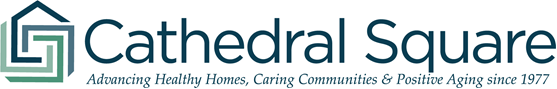 Cathedral Square
Advancing Healthy Homes, Caring Communities & Positive Aging since 1977